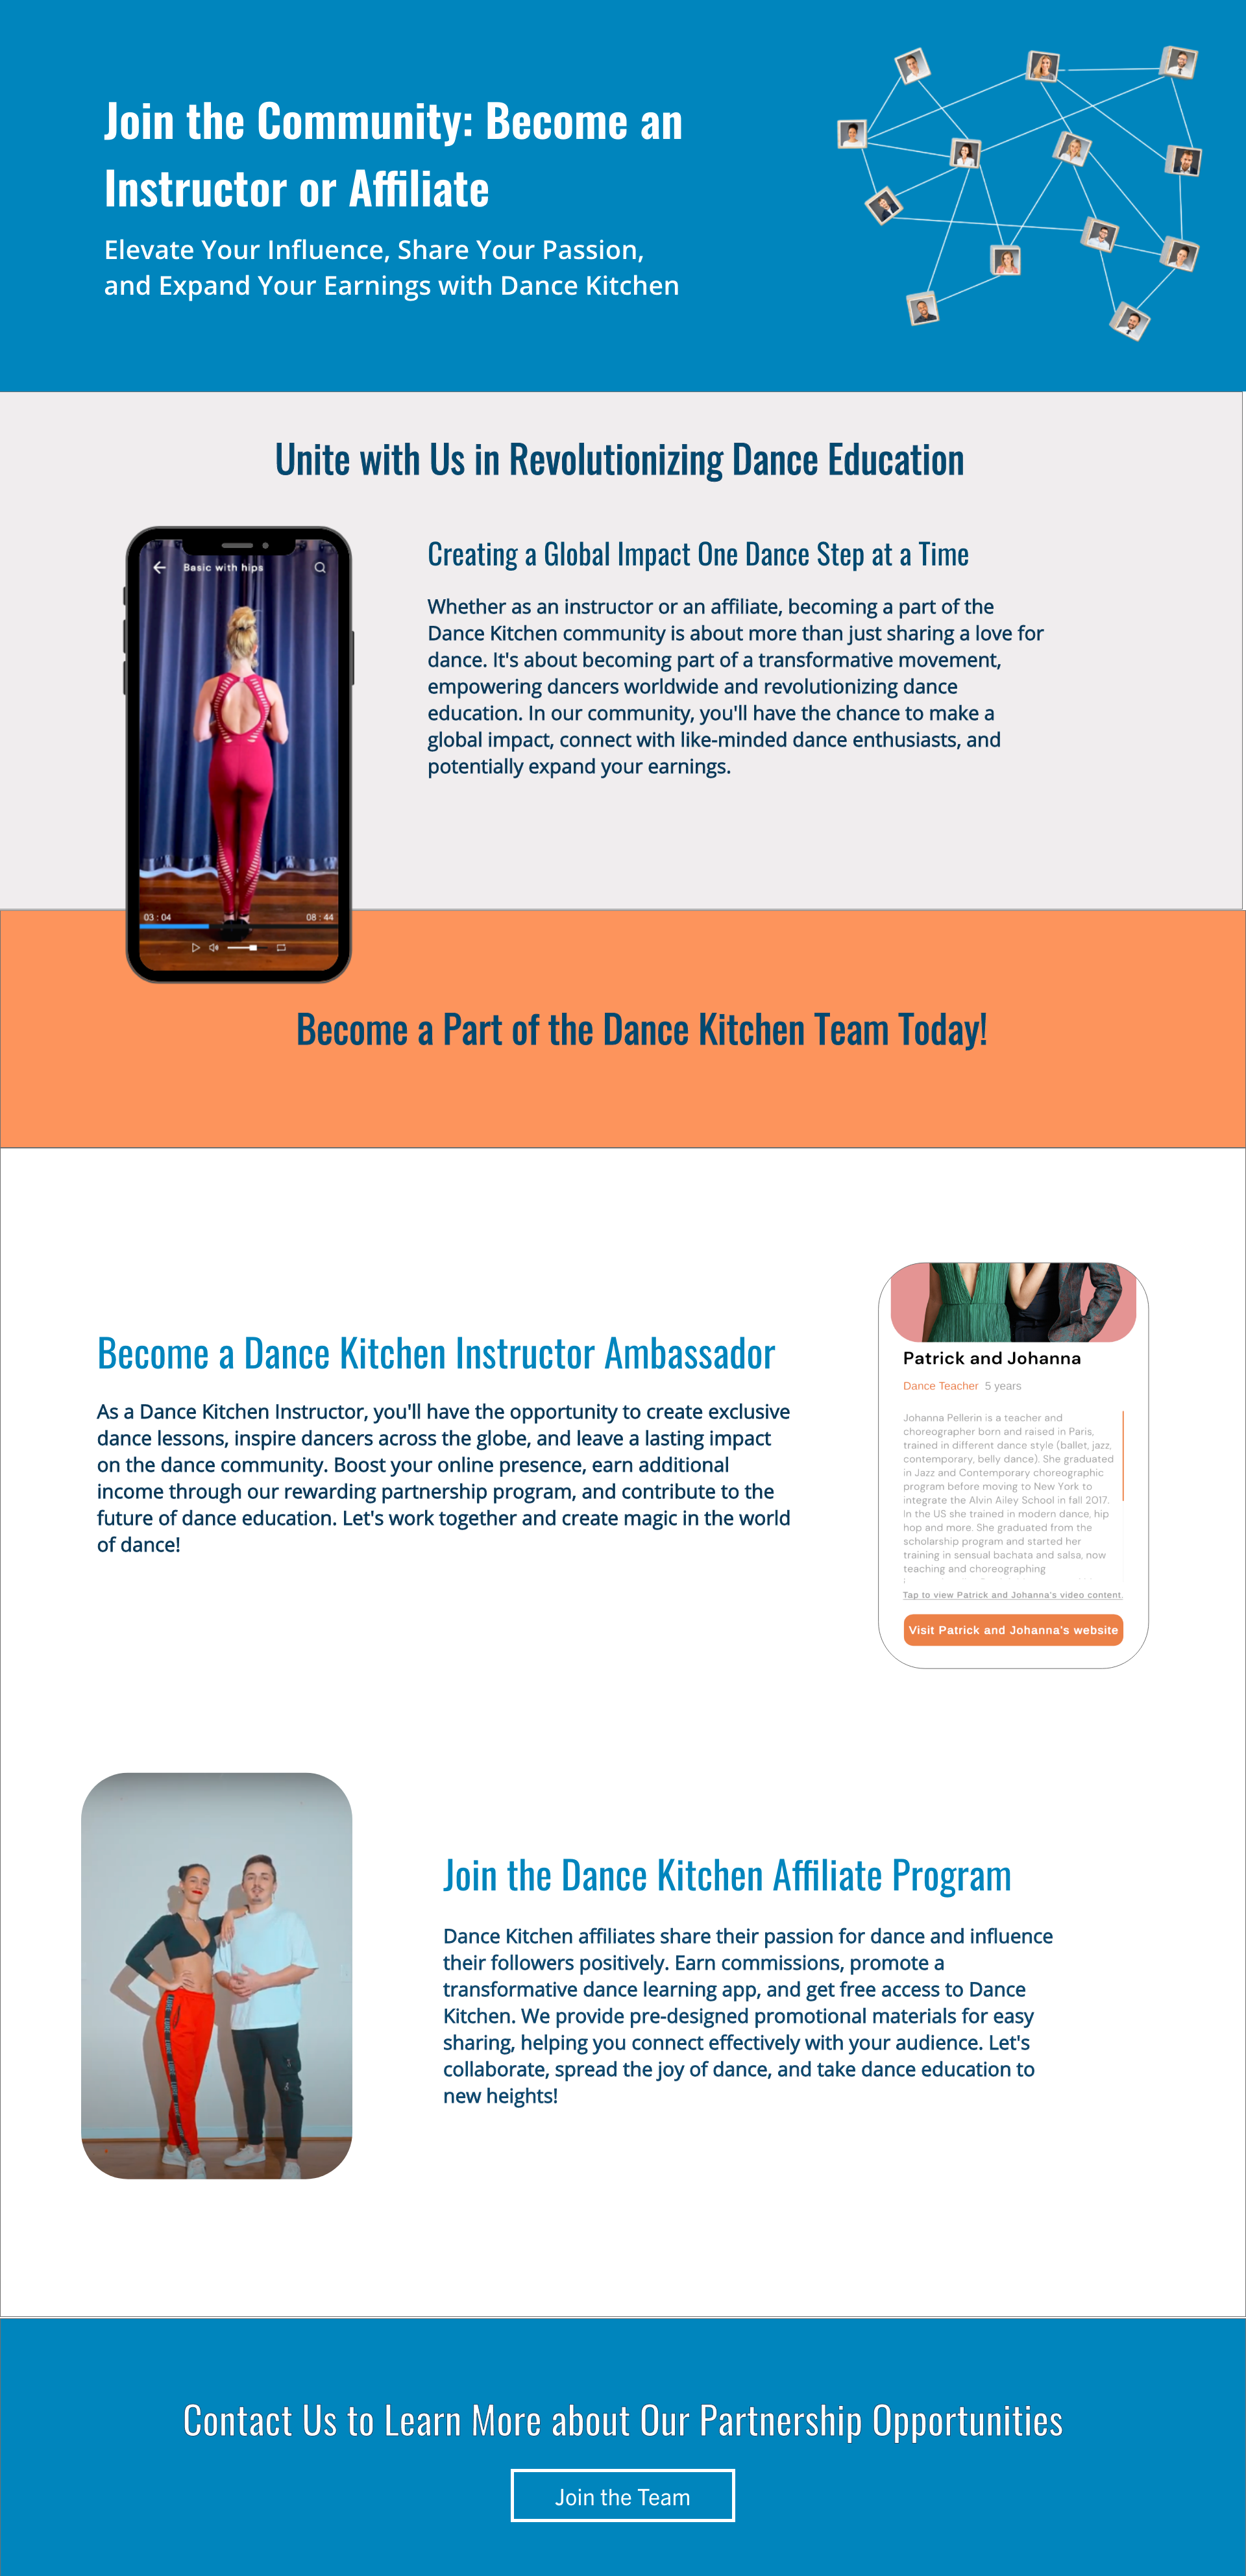 Join the Community: Become an
Instructor or Affiliate
Elevate Your Influence, Share Your Passion,
and Expand Your Earnings with Dance Kitchen
Unite with Us in Revolutionizing Dance Education
Basic with hips
03 : 04
08 : 44
Creating a Global Impact One Dance Step at a Time
Whether as an instructor or an affiliate, becoming a part of the
Dance Kitchen community is about more than just sharing a love for
dance. It's about becoming part of a transformative movement,
empowering dancers worldwide and revolutionizing dance
education. In our community, you'll have the chance to make a
global impact, connect with like-minded dance enthusiasts, and
potentially expand your earnings.
Become a Part of the Dance Kitchen Team Today!
Become a Dance Kitchen Instructor Ambassador
As a Dance Kitchen Instructor, you'll have the opportunity to create exclusive
dance lessons, inspire dancers across the globe, and leave a lasting impact
on the dance community. Boost your online presence, earn additional
income through our rewarding partnership program, and contribute to the
future of dance education. Let's work together and create magic in the world
of dance!
Patrick and Johanna
Dance Teacher 5 years
Johanna Pellerin is a teacher and
choreographer born and raised in Paris,
trained in different dance style (ballet, jazz,
contemporary, belly dance). She graduated
in Jazz and Contemporary choreographic
program before moving to New York to
integrate the Alvin Ailey School in fall 2017.
In the US she trained in modern dance, hip
hop and more. She graduated from the
scholarship program and started her
training in sensual bachata and salsa, now
teaching and choreographing
Tap to view Patrick and Johanna's video content.
Visit Patrick and Johanna's website
Join the Dance Kitchen Affiliate Program
Dance Kitchen affiliates share their passion for dance and influence
their followers positively. Earn commissions, promote a
transformative dance learning app, and get free access to Dance
Kitchen. We provide pre-designed promotional materials for easy
sharing, helping you connect effectively with your audience. Let's
collaborate, spread the joy of dance, and take dance education to
new heights!
Contact Us to Learn More about Our Partnership Opportunities
Join the Team